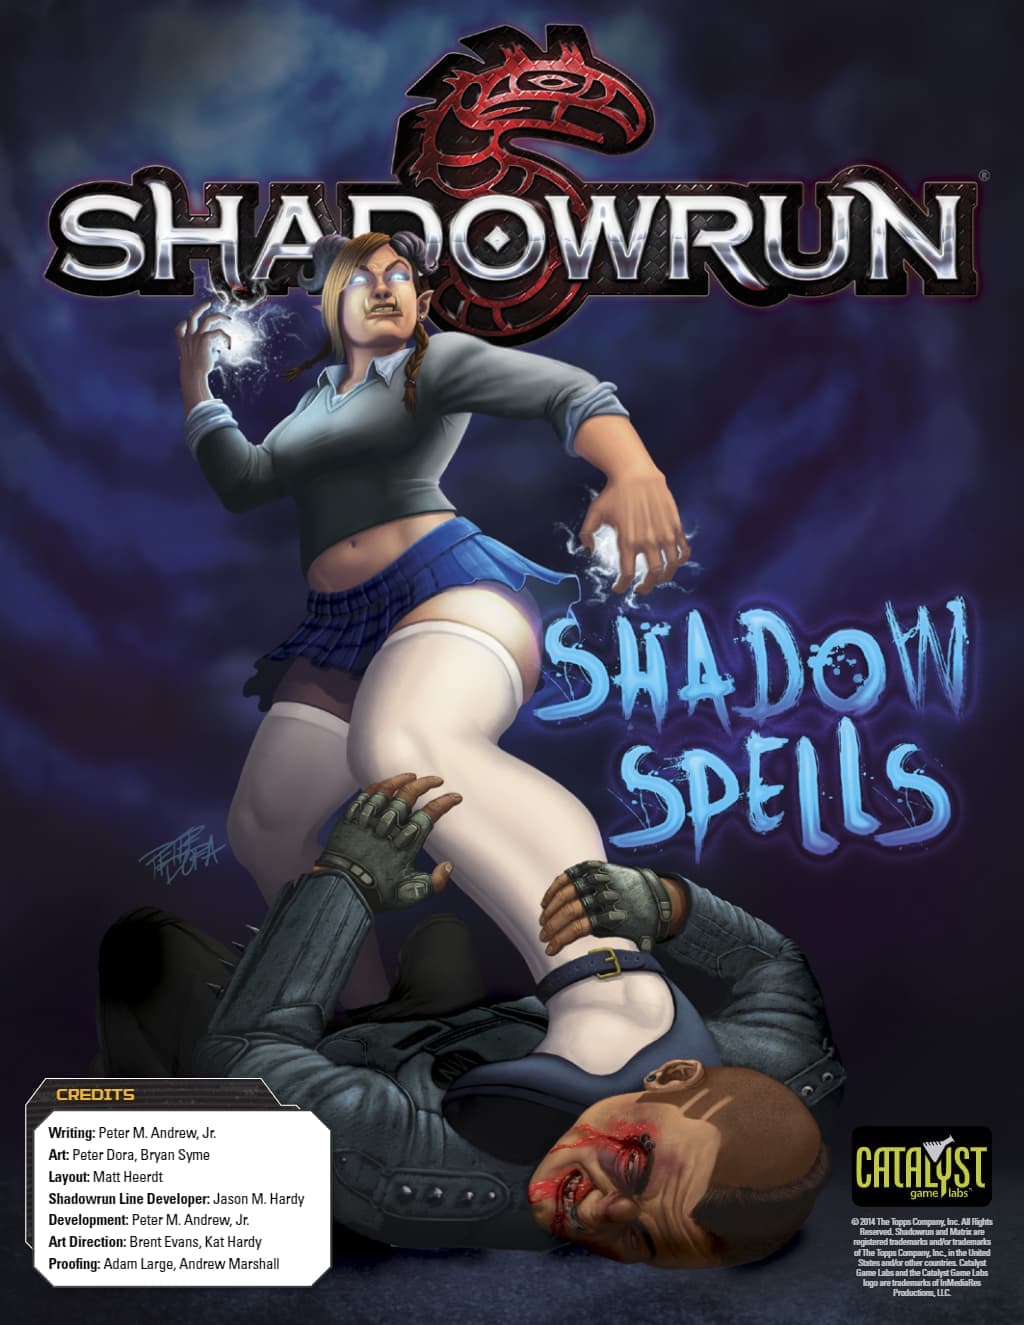 SHADOWRUN®
SHADOW
SPELLS
PETER
DORA
CREDITS
Writing: Peter M. Andrew, Jr.
Art: Peter Dora, Bryan Syme
Layout: Matt Heerdt
Shadowrun Line Developer: Jason M. Hardy
Development: Peter M. Andrew, Jr.
Art Direction: Brent Evans, Kat Hardy
Proofing: Adam Large, Andrew Marshall
CATALYST
game labs™
© 2014 The Topps Company, Inc. All Rights
Reserved. Shadowrun and Matrix are
registered trademarks and/or trademarks
of The Topps Company, Inc., in the United
States and/or other countries. Catalyst
Game Labs and the Catalyst Game Labs
logo are trademarks of InMediaRes
Productions, LLC.